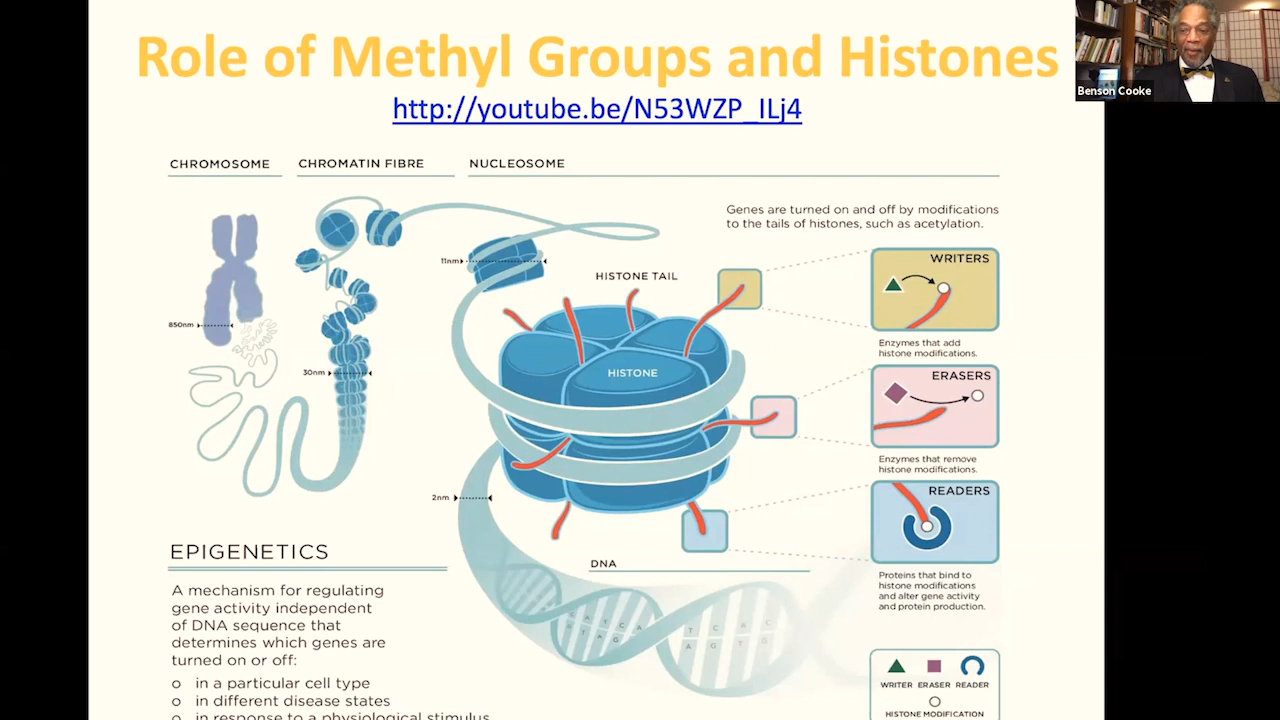 Role of Methyl Groups and Histones
http://youtube.be/N53WZP_ILj4
Benson Cooke
CHROMOSOME
CHROMATIN FIBRE
NUCLEOSOME
Genes are turned on and off by modifications
to the tails of histones, such as acetylation.
11nm
HISTONE TAIL
WRITERS
Enzymes that add
histone modifications.
850nm
30nm
HISTONE
ERASERS
Enzymes that remove
histone modifications.
2nm
READERS
Proteins that bind to
histone modifications
and alter gene activity
and protein production.
DNA
EPIGENETICS
A mechanism for regulating
gene activity independent
of DNA sequence that
determines which genes are
turned on or off:
o in a particular cell type
o in different disease states
o in response to a physiological stimulus
T C A C
A G T G
WRITER ERASER READER
HISTONE MODIFICATION